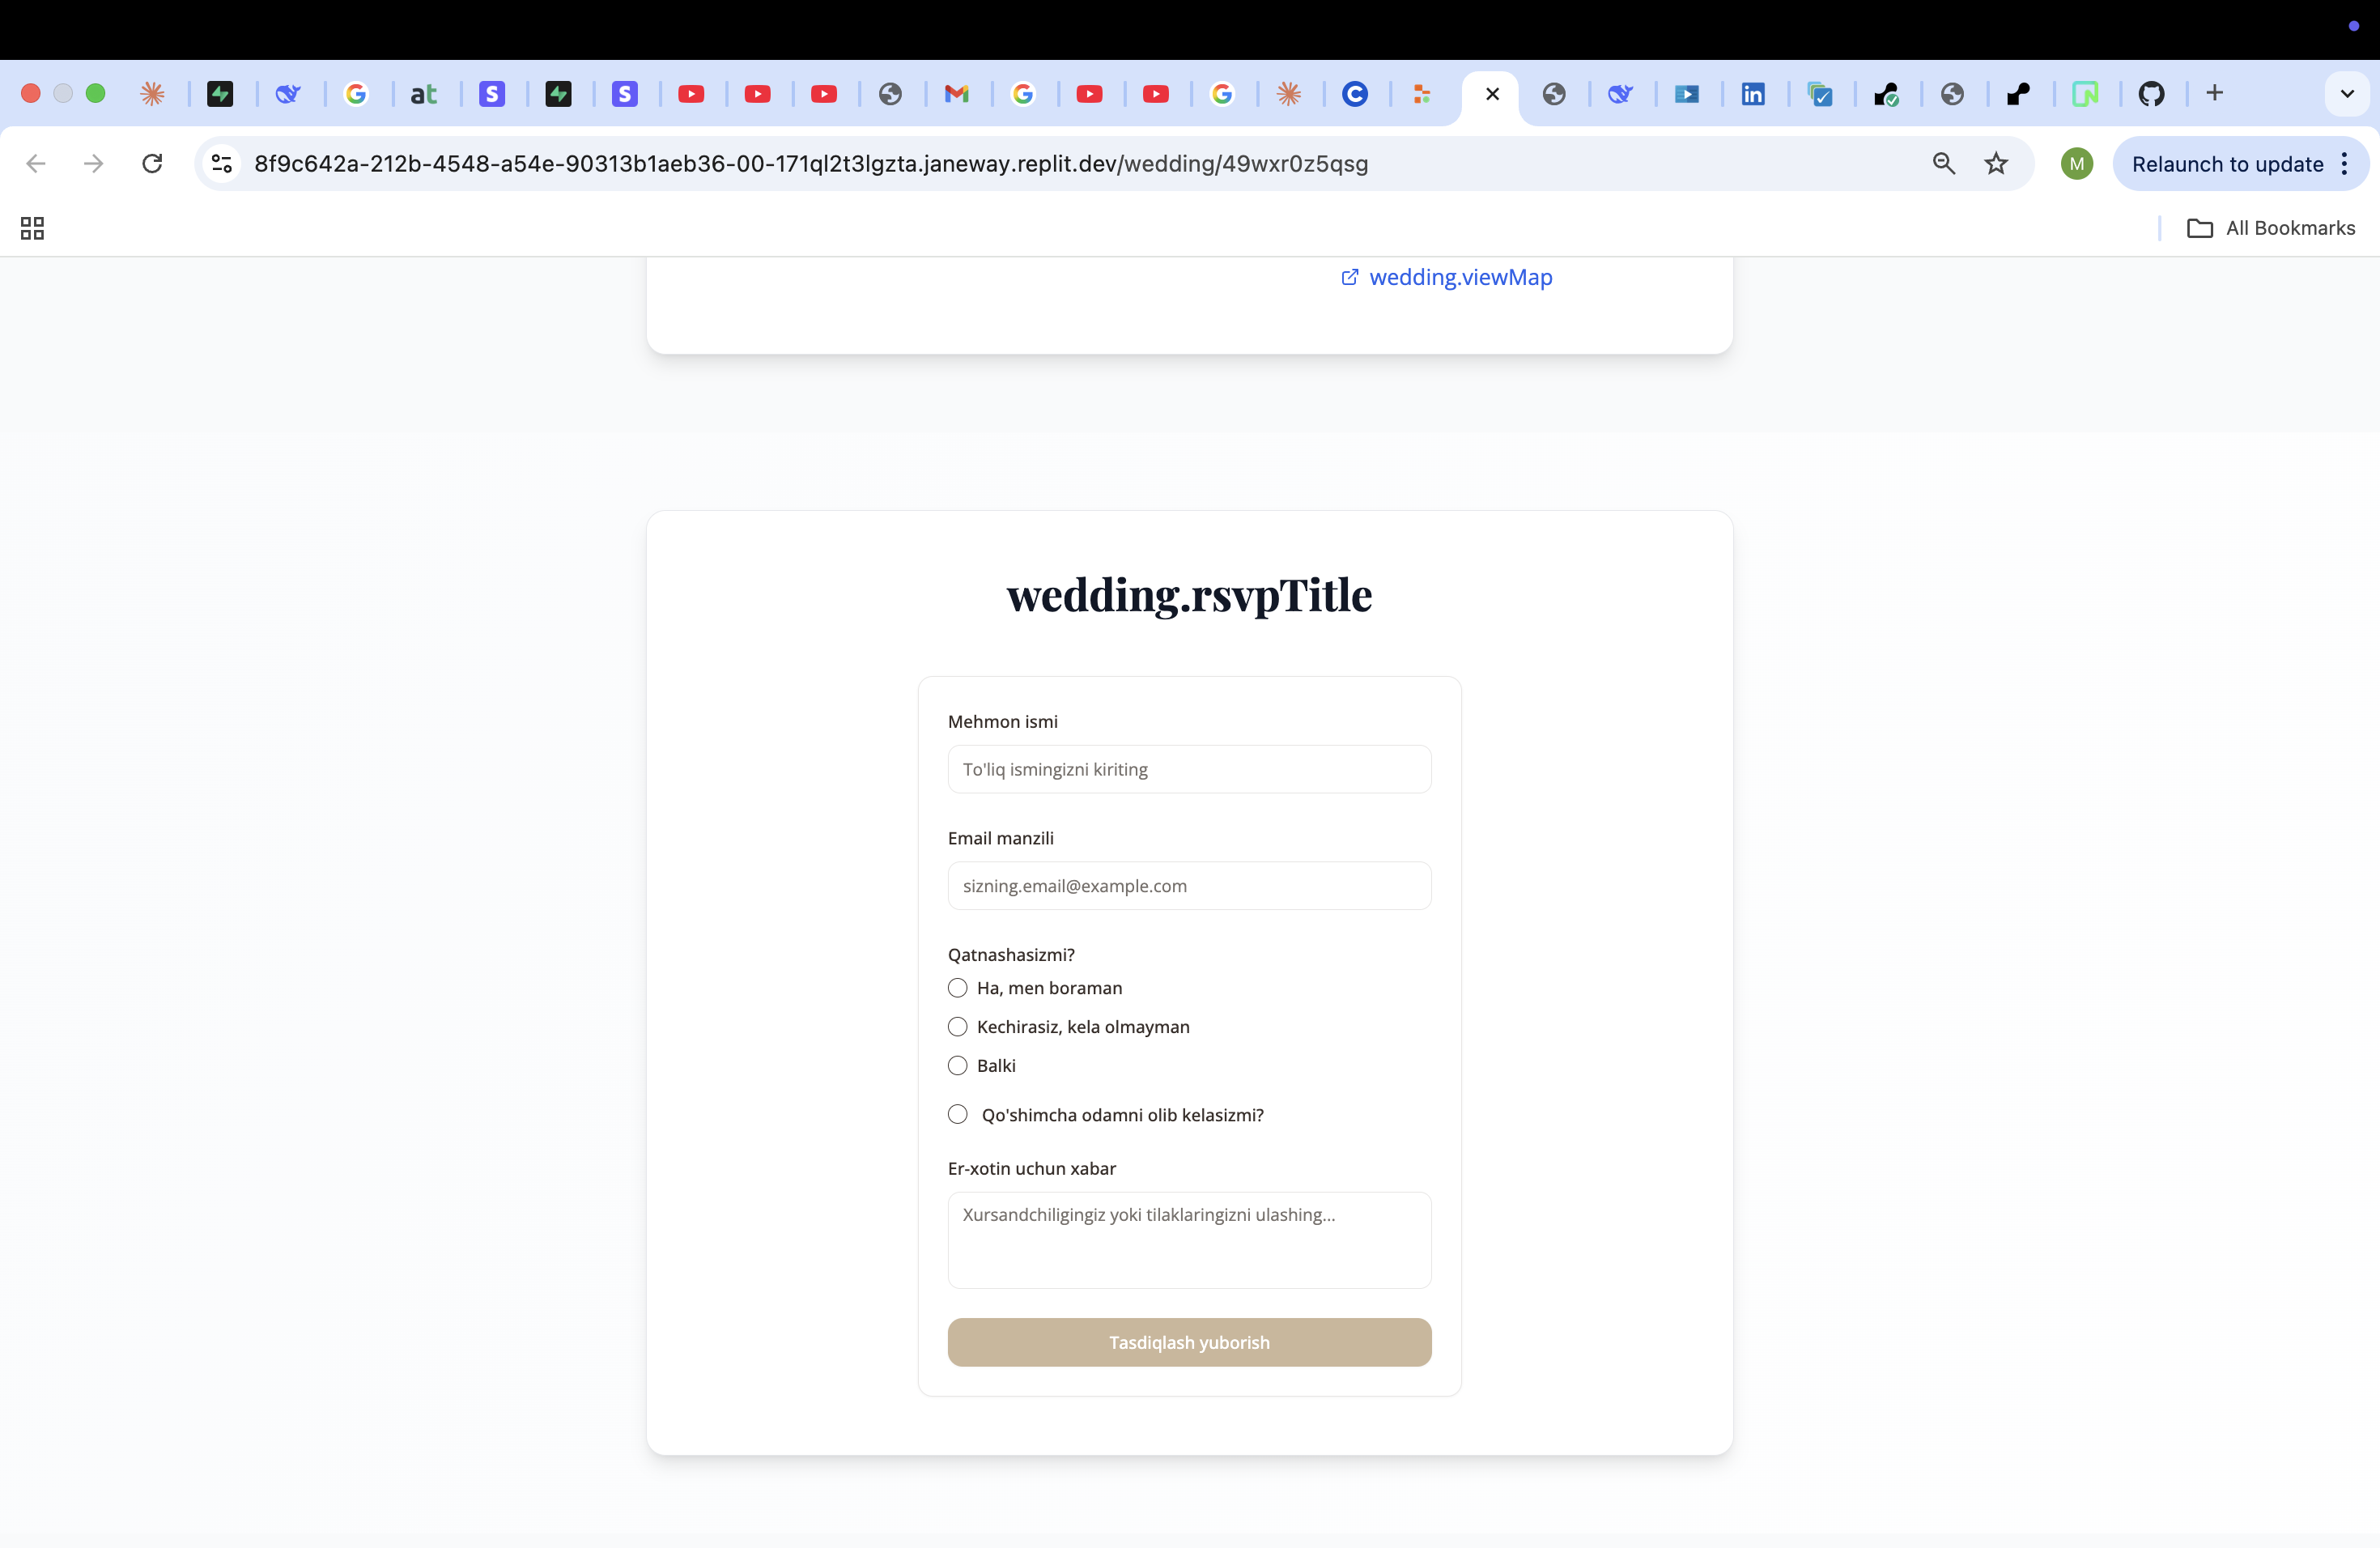 at
S
S
C
in
8f9c642a-212b-4548-a54e-90313b1aeb36-00-171ql2t3lgzta.janeway.replit.dev/wedding/49wxr0z5qsg
M
Relaunch to update
All Bookmarks
wedding.viewMap
wedding.rsvpTitle
Mehmon ismi
To'liq ismingizni kiriting
Email manzili
sizning.email@example.com
Qatnashasizmi?
Ha, men boraman
Kechirasiz, kela olmayman
Balki
Qo'shimcha odamni olib kelasizmi?
Er-xotin uchun xabar
Xursandchiligingiz yoki tilaklaringizni ulashing...
Tasdiqlash yuborish